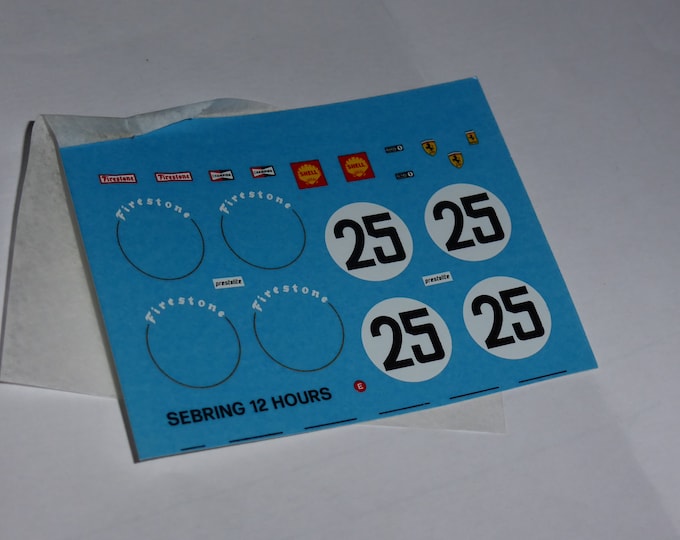 Firestone Firestone SHELL SHELL
Firestone Firestone 25 25
prestolite prestolite
Firestone Firestone 25 25
SEBRING 12 HOURS E